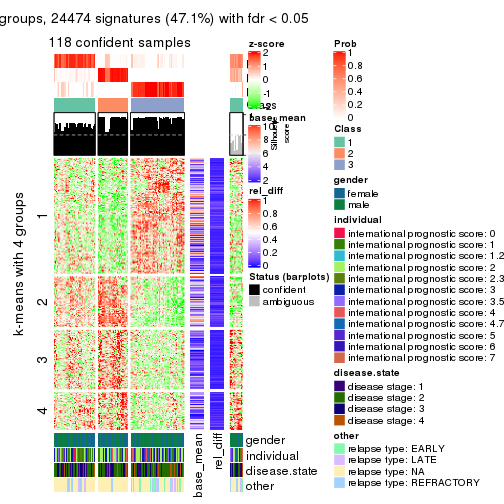 groups, 24474 signatures (47.1%) with fdr < 0.05
118 confident samples
k-means with 4 groups
1
2
3
4
z-score
2
1
0
-1
-2
Class
base_mean
10
8
6
4
2
Silhouette
score
rel_diff
1
0.8
0.6
0.4
0.2
0
Status (barplots)
confident
ambiguous
gender
individual
disease.state
other
base_mean
rel_diff
Prob
1
0.8
0.6
0.4
0.2
0
Class
1
2
3
gender
female
male
individual
international prognostic score: 0
international prognostic score: 1
international prognostic score: 1.2
international prognostic score: 2
international prognostic score: 2.3
international prognostic score: 3
international prognostic score: 3.5
international prognostic score: 4
international prognostic score: 4.7
international prognostic score: 5
international prognostic score: 6
international prognostic score: 7
disease.state
disease stage: 1
disease stage: 2
disease stage: 3
disease stage: 4
other
relapse type: EARLY
relapse type: LATE
relapse type: NA
relapse type: REFRACTORY